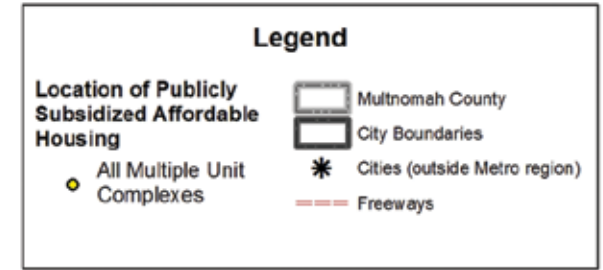 Legend
Location of Publicly
Subsidized Affordable
Housing
All Multiple Unit
Complexes
Multnomah County
City Boundaries
Cities (outside Metro region)
Freeways